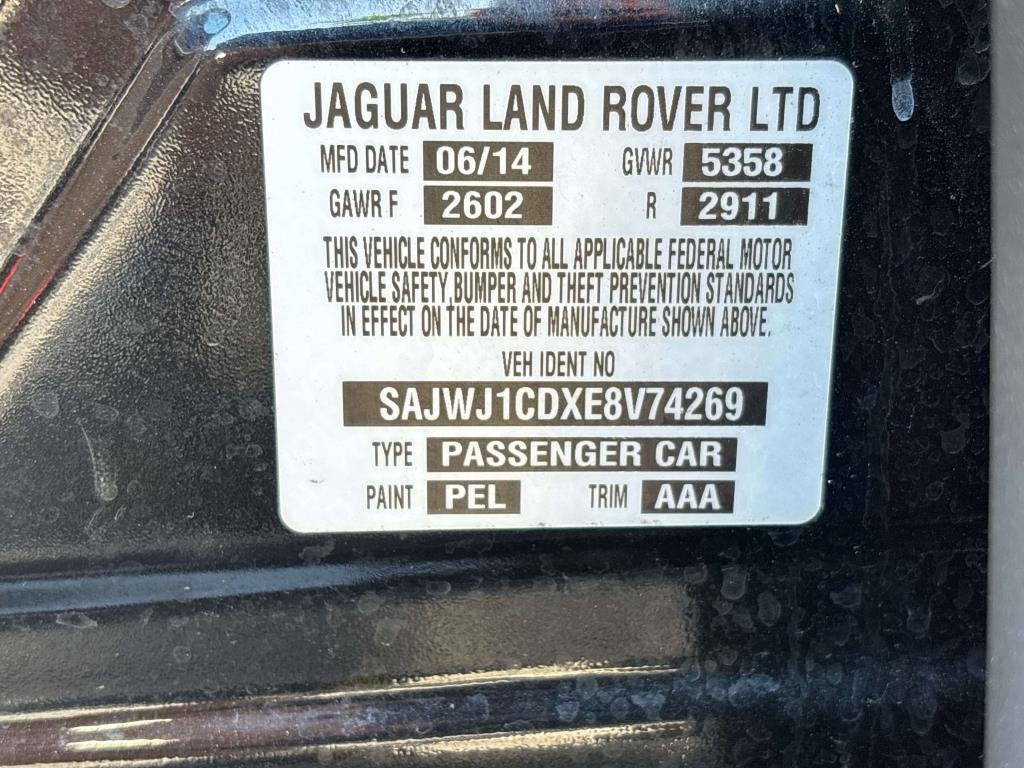 JAGUAR LAND ROVER LTD
MFD DATE 06/14 GVWR 5358
GAWR F 2602 R 2911
THIS VEHICLE CONFORMS TO ALL APPLICABLE FEDERAL MOTOR
VEHICLE SAFETY, BUMPER AND THEFT PREVENTION STANDARDS
IN EFFECT ON THE DATE OF MANUFACTURE SHOWN ABOVE.
VEH IDENT NO
SAJWJ1CDXE8V74269
TYPE PASSENGER CAR
PAINT PEL TRIM AAA